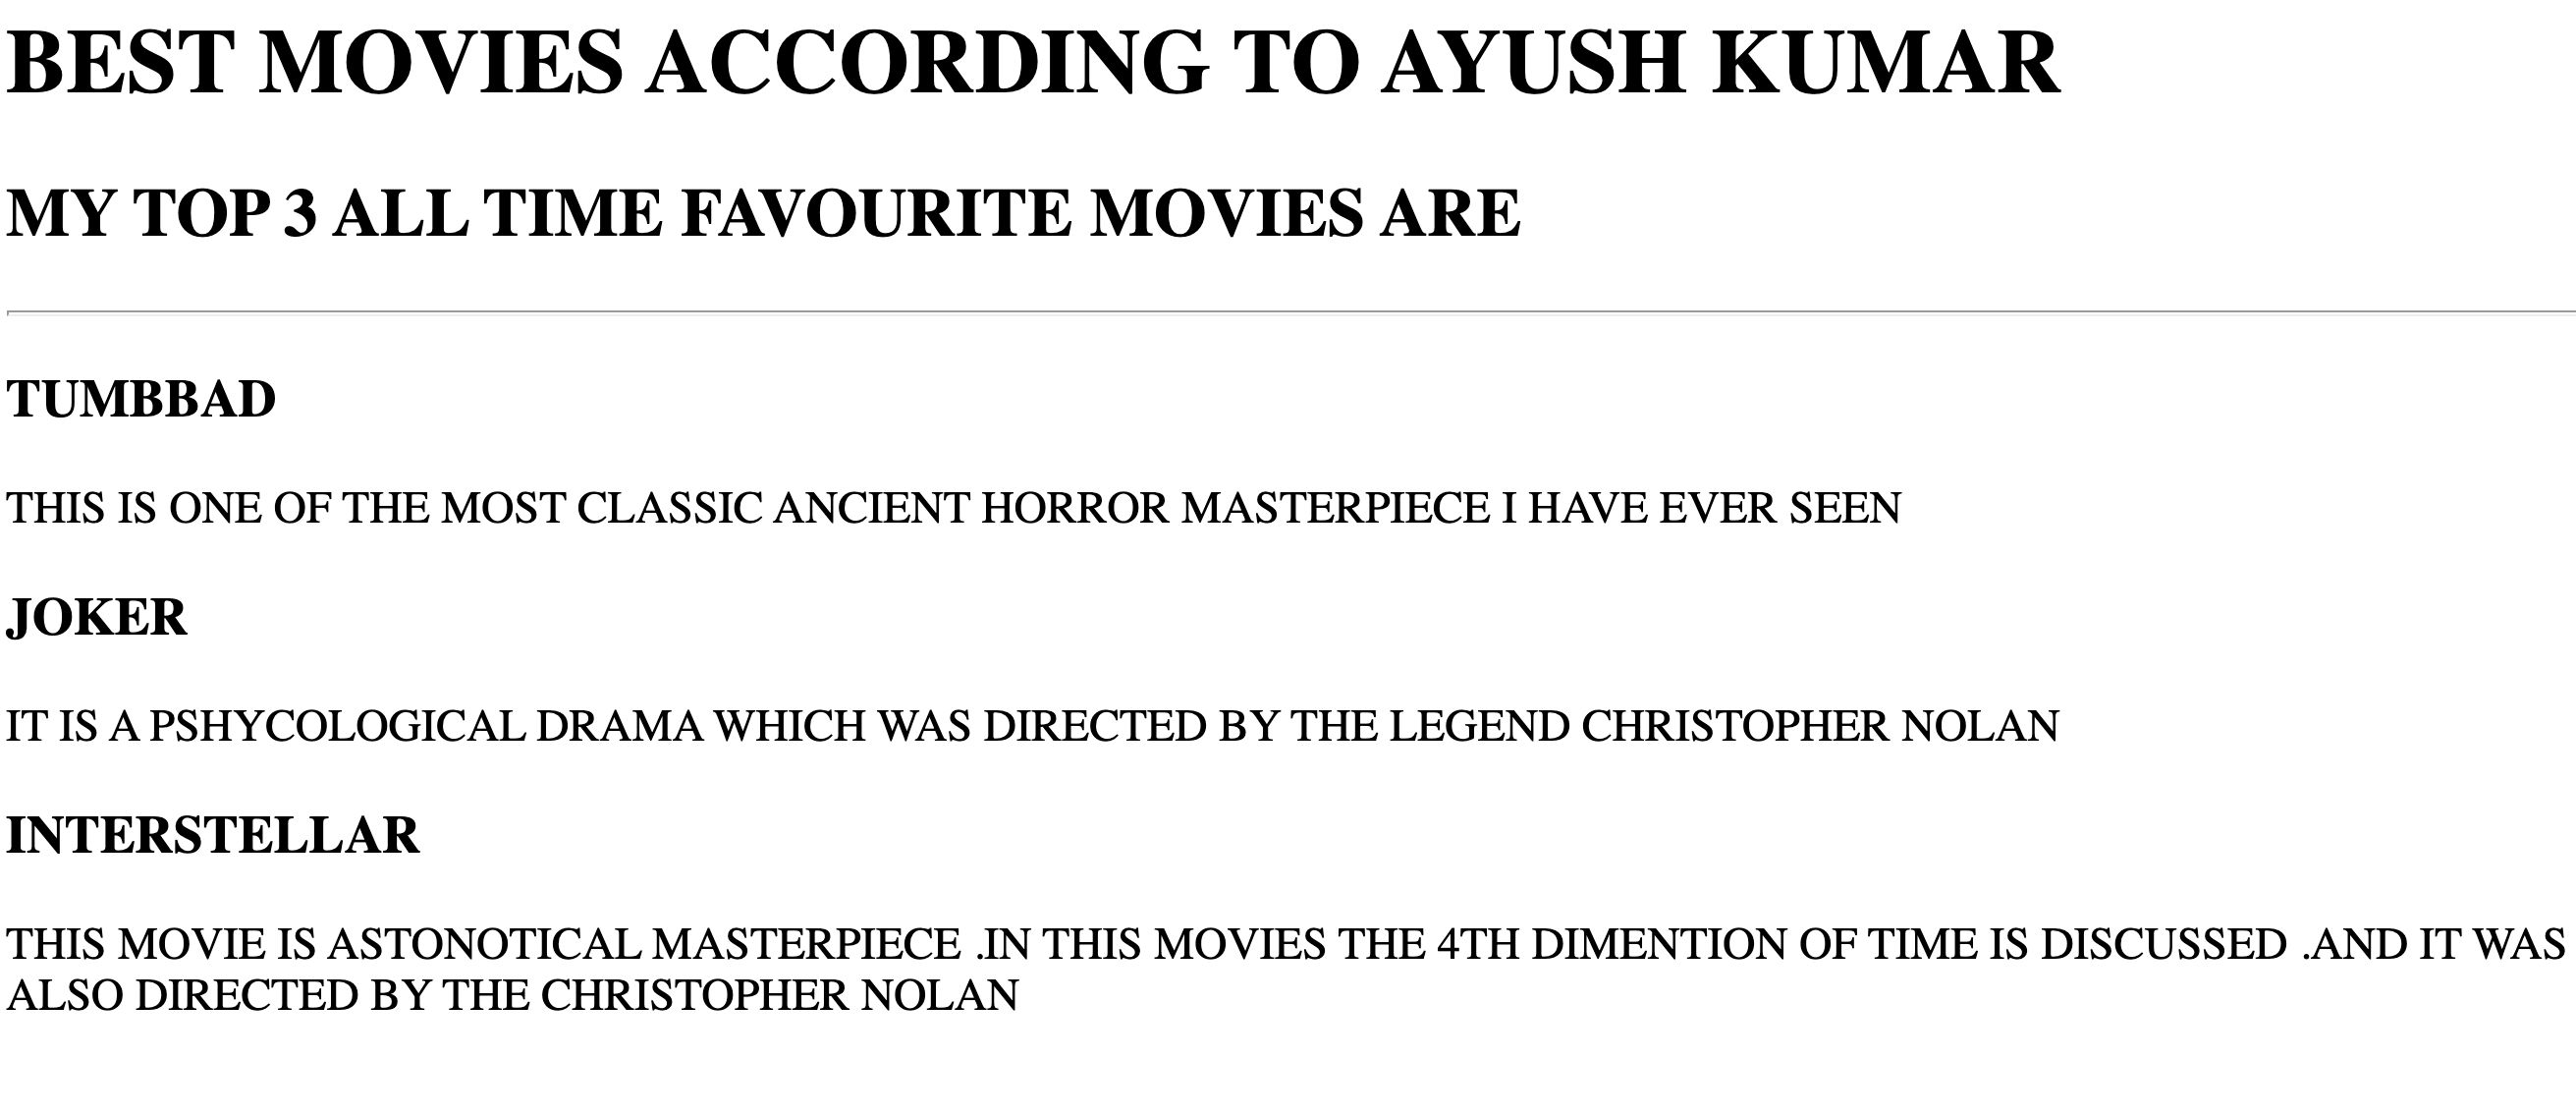 BEST MOVIES ACCORDING TO AYUSH KUMAR
MY TOP 3 ALL TIME FAVOURITE MOVIES ARE
TUMBBAD
THIS IS ONE OF THE MOST CLASSIC ANCIENT HORROR MASTERPIECE I HAVE EVER SEEN
JOKER
IT IS A PSHYCOLOGICAL DRAMA WHICH WAS DIRECTED BY THE LEGEND CHRISTOPHER NOLAN
INTERSTELLAR
THIS MOVIE IS ASTONOTICAL MASTERPIECE .IN THIS MOVIES THE 4TH DIMENTION OF TIME IS DISCUSSED .AND IT WAS
ALSO DIRECTED BY THE CHRISTOPHER NOLAN